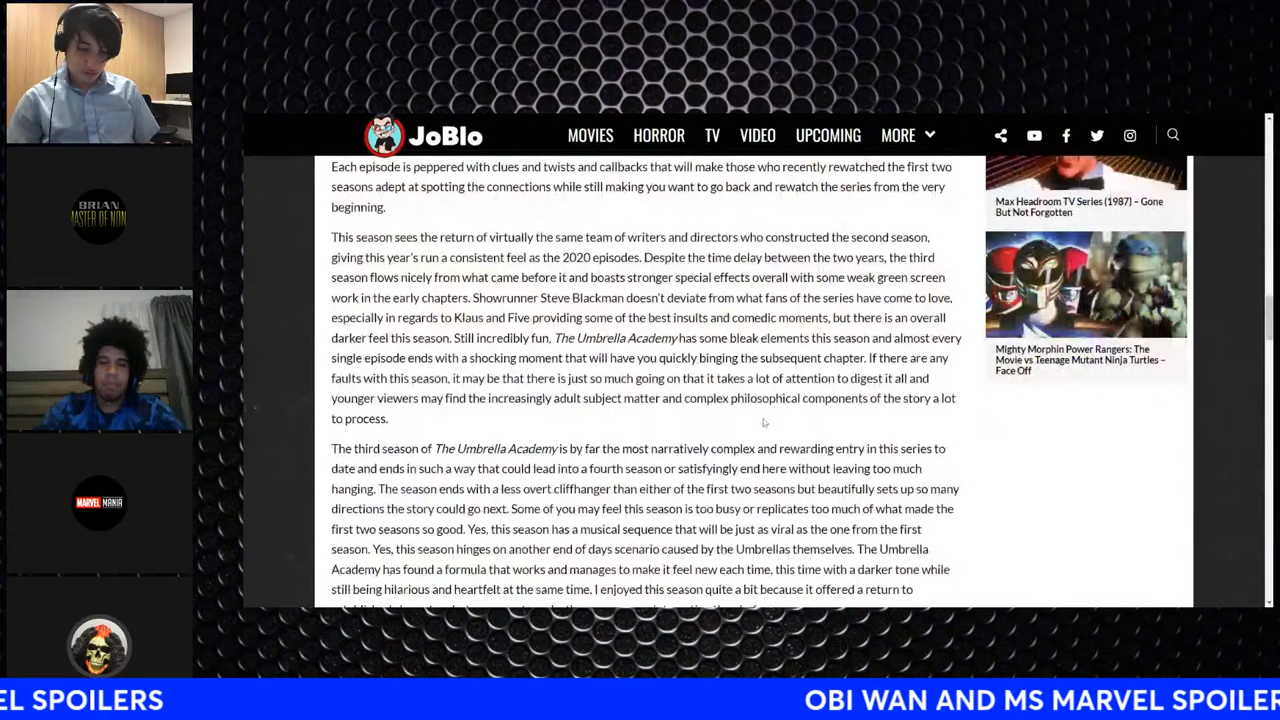 BRIAN
MASTER OF NON
MARVEL MANIA
JoBlo
MOVIES HORROR TV VIDEO UPCOMING MORE
Each episode is peppered with clues and twists and callbacks that will make those who recently rewatched the first two
seasons adept at spotting the connections while still making you want to go back and rewatch the series from the very
beginning.
This season sees the return of virtually the same team of writers and directors who constructed the second season,
giving this year's run a consistent feel as the 2020 episodes. Despite the time delay between the two years, the third
season flows nicely from what came before it and boasts stronger special effects overall with some weak green screen
work in the early chapters. Showrunner Steve Blackman doesn't deviate from what fans of the series have come to love,
especially in regards to Klaus and Five providing some of the best insults and comedic moments, but there is an overall
darker feel this season. Still incredibly fun, The Umbrella Academy has some bleak elements this season and almost every
single episode ends with a shocking moment that will have you quickly binging the subsequent chapter. If there are any
faults with this season, it may be that there is just so much going on that it takes a lot of attention to digest it all and
younger viewers may find the increasingly adult subject matter and complex philosophical components of the story a lot
to process.
The third season of The Umbrella Academy is by far the most narratively complex and rewarding entry in this series to
date and ends in such a way that could lead into a fourth season or satisfyingly end here without leaving too much
hanging. The season ends with a less overt cliffhanger than either of the first two seasons but beautifully sets up so many
directions the story could go next. Some of you may feel this season is too busy or replicates too much of what made the
first two seasons so good. Yes, this season has a musical sequence that will be just as viral as the one from the first
season. Yes, this season hinges on another end of days scenario caused by the Umbrellas themselves. The Umbrella
Academy has found a formula that works and manages to make it feel new each time, this time with a darker tone while
still being hilarious and heartfelt at the same time. I enjoyed this season quite a bit because it offered a return to
Max Headroom TV Series (1987) – Gone
But Not Forgotten
Mighty Morphin Power Rangers: The
Movie vs Teenage Mutant Ninja Turtles –
Face Off
EL SPOILERS
OBI WAN AND MS MARVEL SPOILER